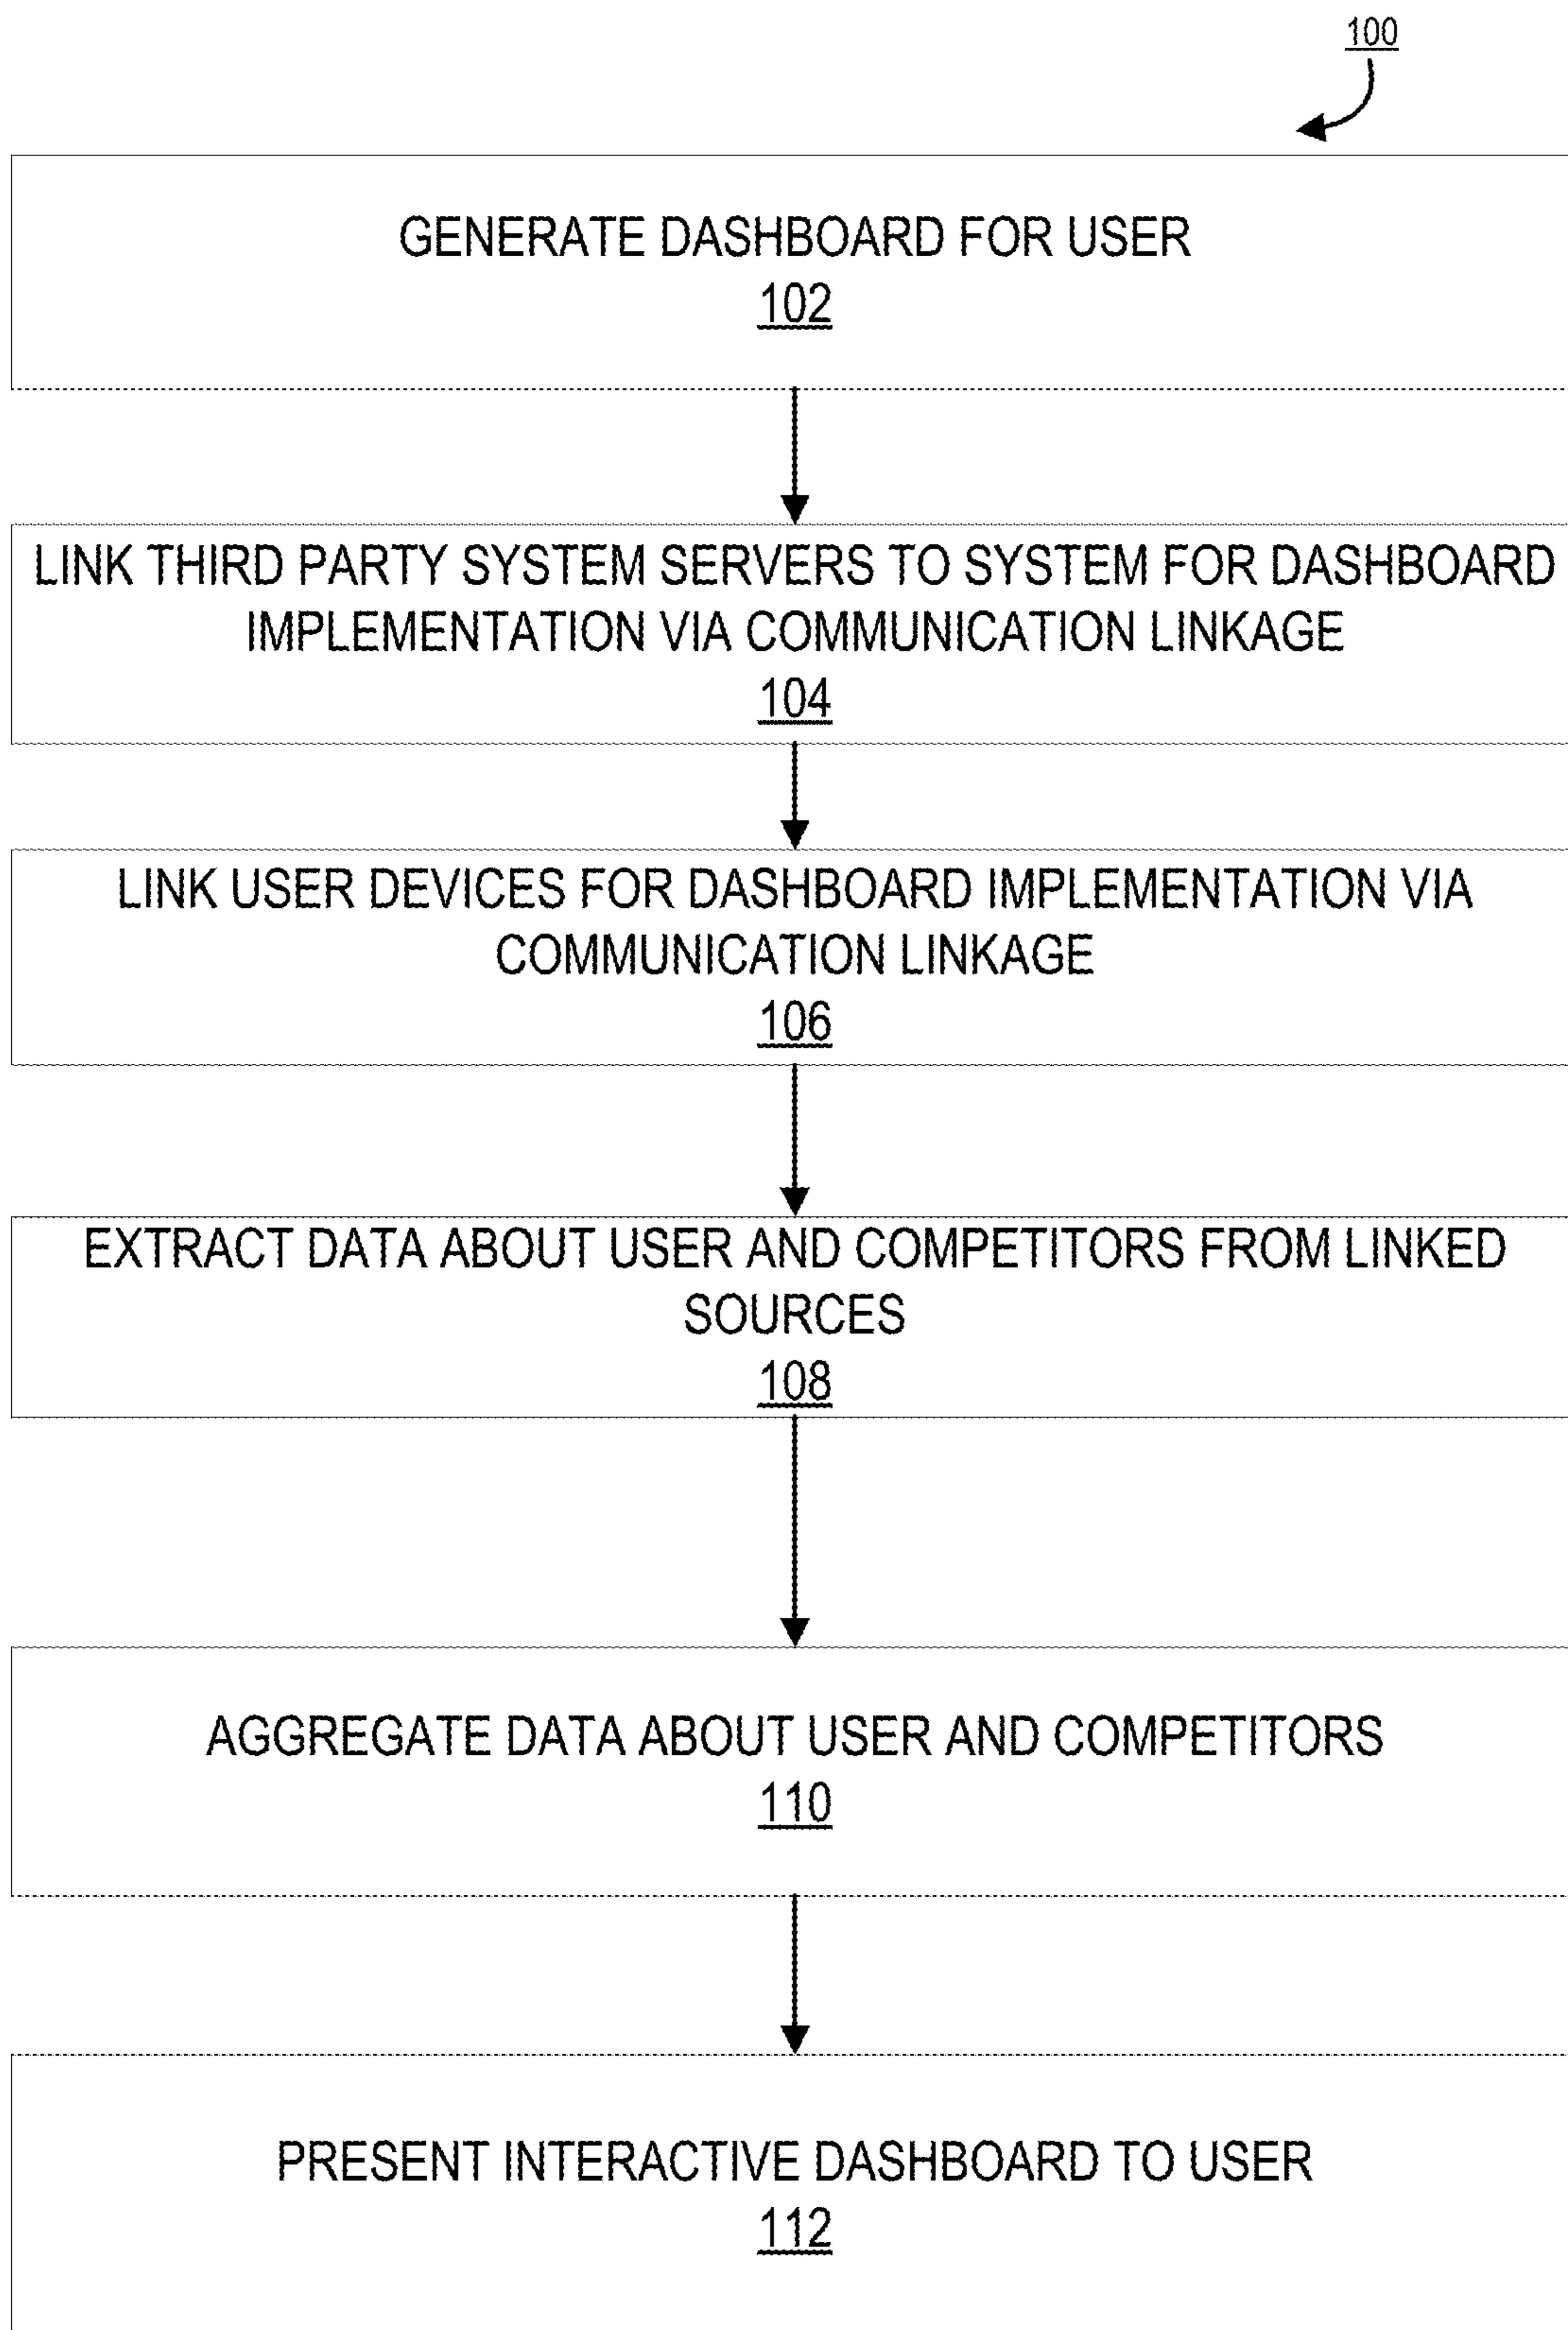 100
GENERATE DASHBOARD FOR USER
102
LINK THIRD PARTY SYSTEM SERVERS TO SYSTEM FOR DASHBOARD
IMPLEMENTATION VIA COMMUNICATION LINKAGE
104
LINK USER DEVICES FOR DASHBOARD IMPLEMENTATION VIA
COMMUNICATION LINKAGE
106
EXTRACT DATA ABOUT USER AND COMPETITORS FROM LINKED
SOURCES
108
AGGREGATE DATA ABOUT USER AND COMPETITORS
110
PRESENT INTERACTIVE DASHBOARD TO USER
112